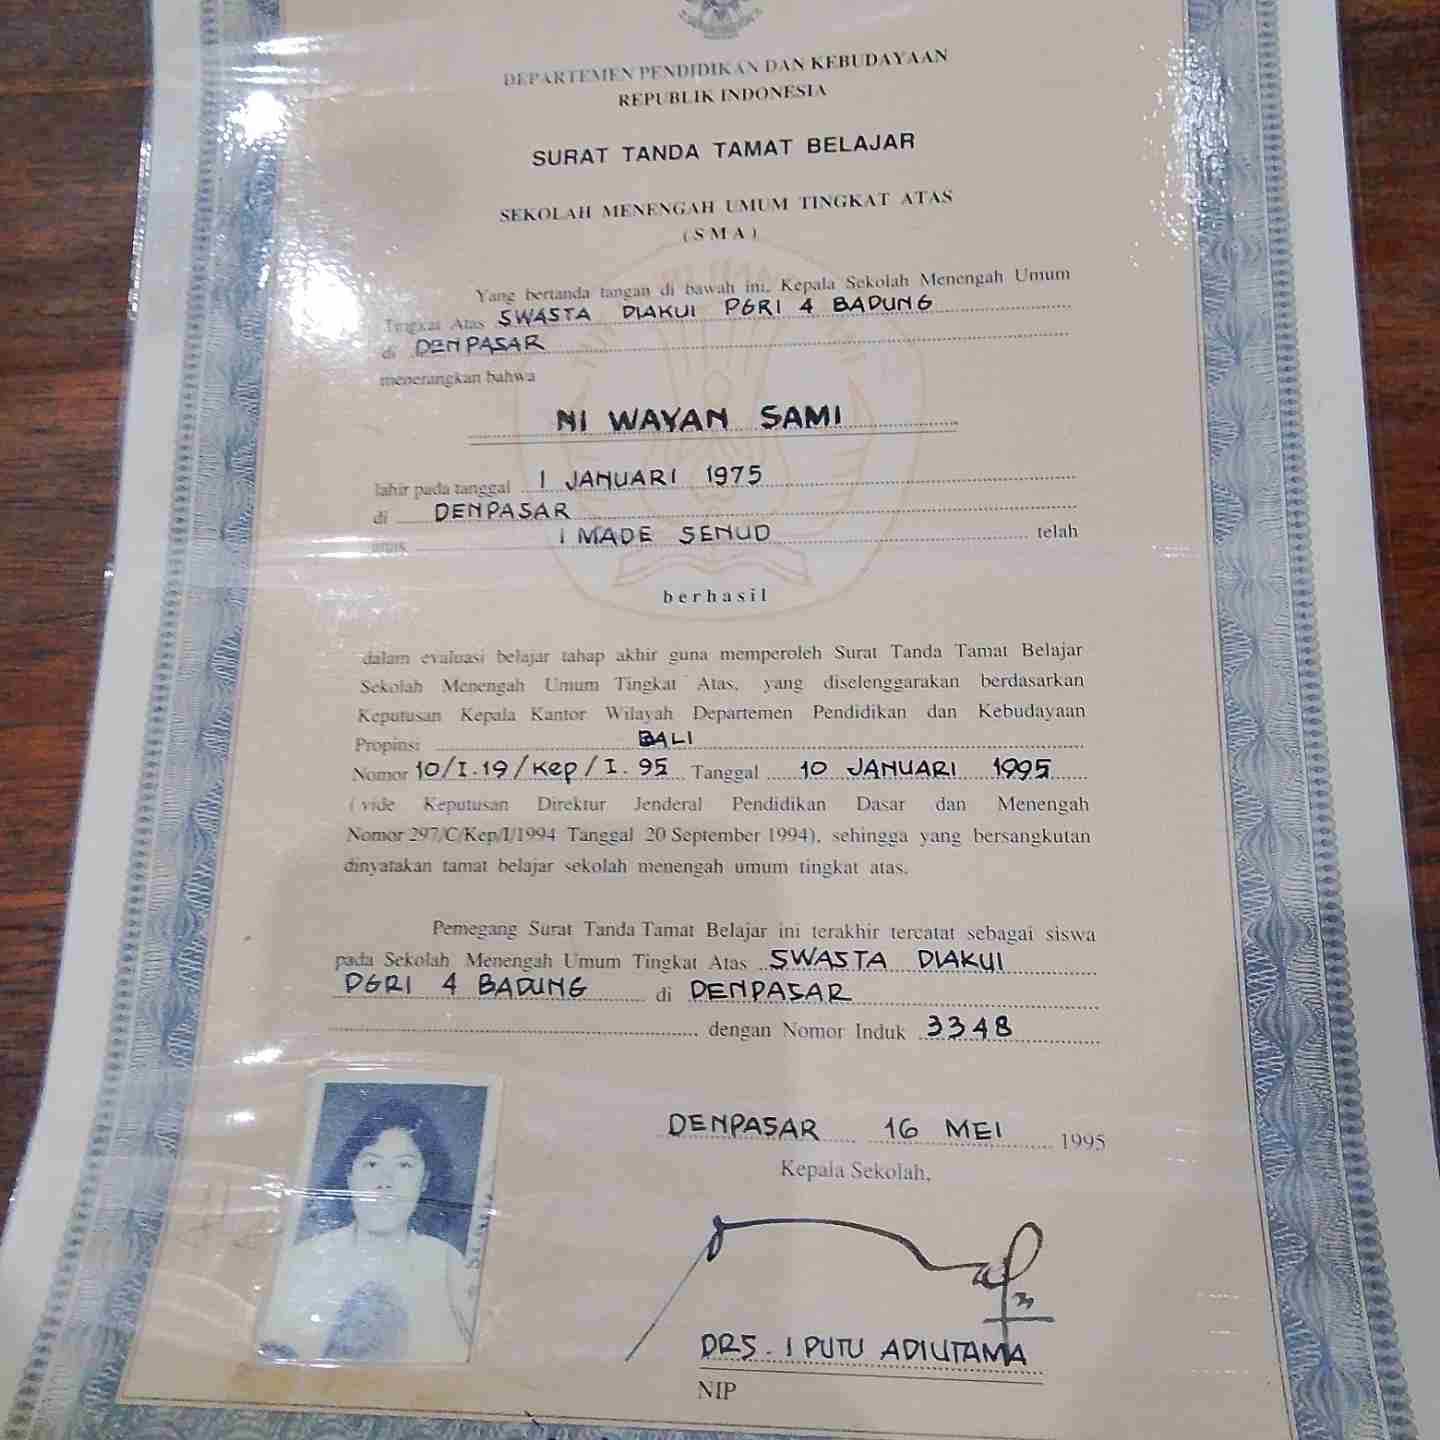 DEPARTEMEN PENDIDIKAN DAN KEBUDAYAAN
REPUBLIK INDONESIA
SURAT TANDA TAMAT BELAJAR
SEKOLAH MENENGAH UMUM TINGKAT ATAS
(SMA)
Yang bertanda tangan di bawah ini, Kepala Sekolah Menengah Umum
Tingkat Atas SWASTA DIAKUI PGRI 4 BADUNG
di DENPASAR
menerangkan bahwa
NI WAYAN SAMI
lahir pada tanggal 1 JANUARI 1975
di DENPASAR
anak I MADE SENUD telah
berhasil
dalam evaluasi belajar tahap akhir guna memperoleh Surat Tanda Tamat Belajar
Sekolah Menengah Umum Tingkat Atas, yang diselenggarakan berdasarkan
Keputusan Kepala Kantor Wilayah Departemen Pendidikan dan Kebudayaan
Propinsi BALI
Nomor 10/I.19/Kep/I.95 Tanggal 10 JANUARI 1995
(vide Keputusan Direktur Jenderal Pendidikan Dasar dan Menengah
Nomor 297/C/Kep/I/1994 Tanggal 20 September 1994), sehingga yang bersangkutan
dinyatakan tamat belajar sekolah menengah umum tingkat atas.
Pemegang Surat Tanda Tamat Belajar ini terakhir tercatat sebagai siswa
pada Sekolah Menengah Umum Tingkat Atas SWASTA DIAKUI
PGRI 4 BADUNG di DENPASAR
dengan Nomor Induk 3348
DENPASAR 16 MEI 1995
Kepala Sekolah,
DRS. I PUTU ADIUTAMA
NIP